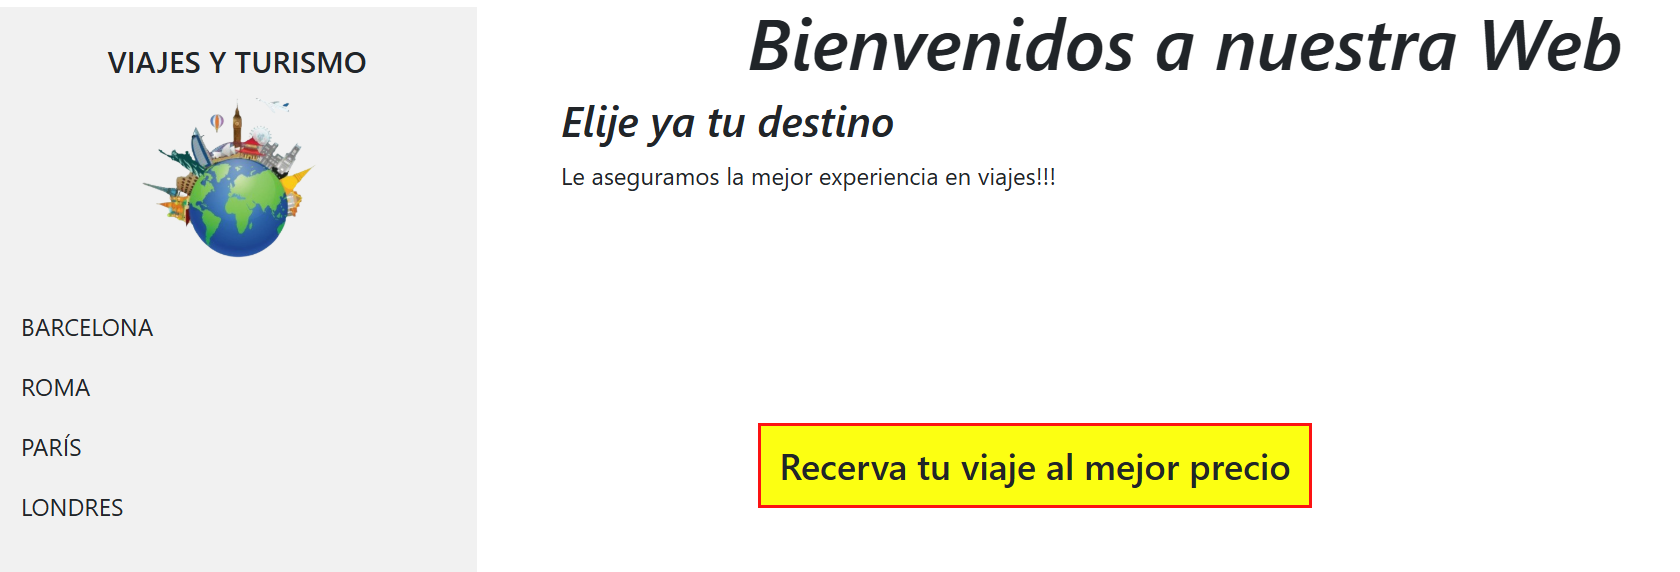 VIAJES Y TURISMO
BARCELONA
ROMA
PARÍS
LONDRES
Bienvenidos a nuestra Web
Elije ya tu destino
Le aseguramos la mejor experiencia en viajes!!!
Recerva tu viaje al mejor precio